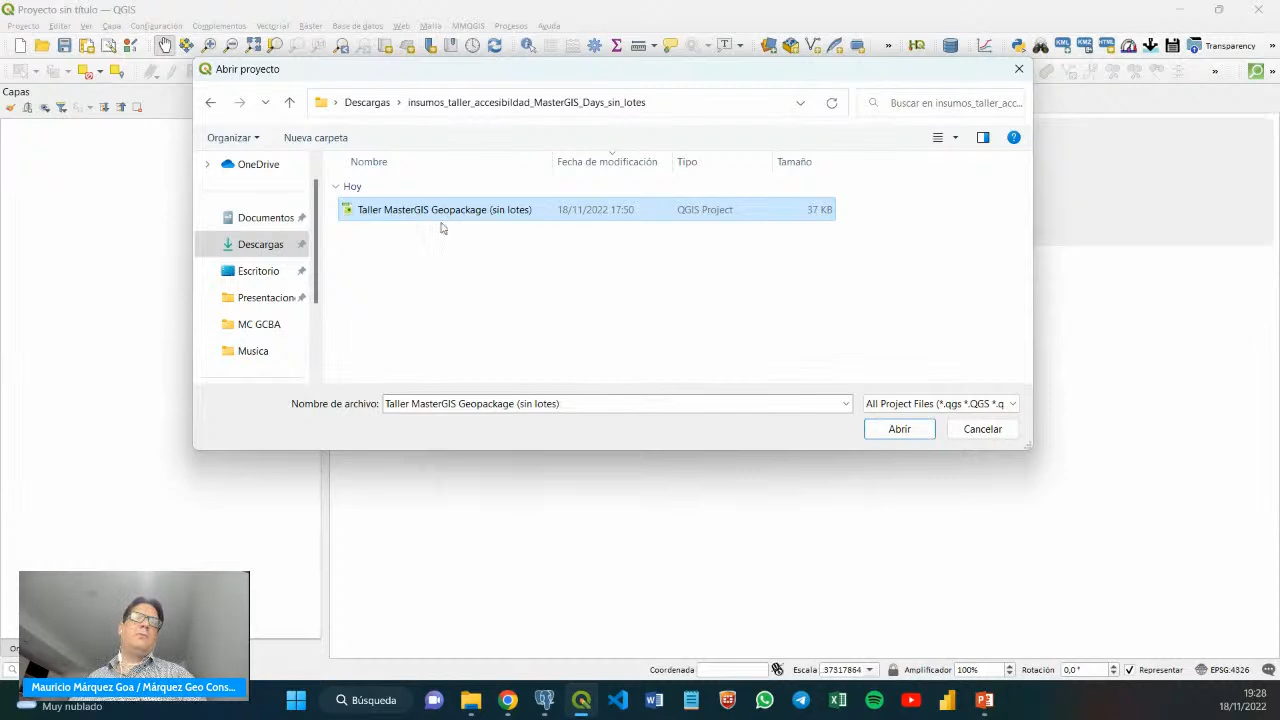 Proyecto sin título — QGIS
Proyecto Editar Ver Capa Configuración Complementos Vectorial Ráster Base de datos Web Malla MMQGIS Procesos Ayuda
Transparency
Abrir proyecto
Capas
Descargas insumos_taller_accesibildad_MasterGIS_Days_sin_lotes
Buscar en insumos_taller_acc...
Organizar Nueva carpeta
Nombre Fecha de modificación Tipo Tamaño
OneDrive
Hoy
Taller MasterGIS Geopackage (sin lotes) 18/11/2022 17:50 QGIS Project 37 KB
Documentos
Descargas
Escritorio
Presentacion
MC GCBA
Musica
Nombre de archivo: Taller MasterGIS Geopackage (sin lotes) All Project Files (*.qgs *.QGS *.q
Abrir Cancelar
Coordenada Escala 37317864 Amplificador 100% Rotación 0,0° Representar EPSG:4326
Mauricio Márquez Goa / Márquez Geo Cons...
Muy nublado
Búsqueda
19:28
18/11/2022